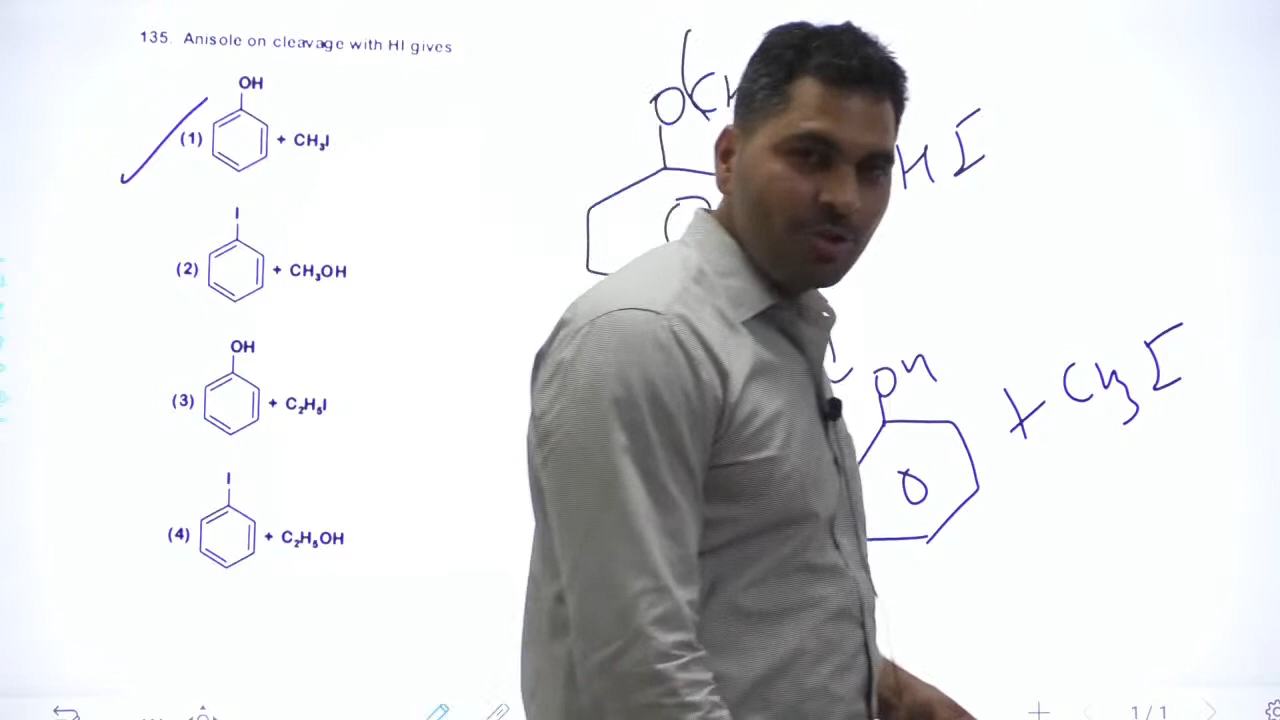 135. Anisole on cleavage with HI gives
OH
(1) + CH₃I
I
(2) + CH₃OH
OH
(3) + C₂H₅I
I
(4) + C₂H₅OH
OCH
HI
OH
+ CH₃I
1/1